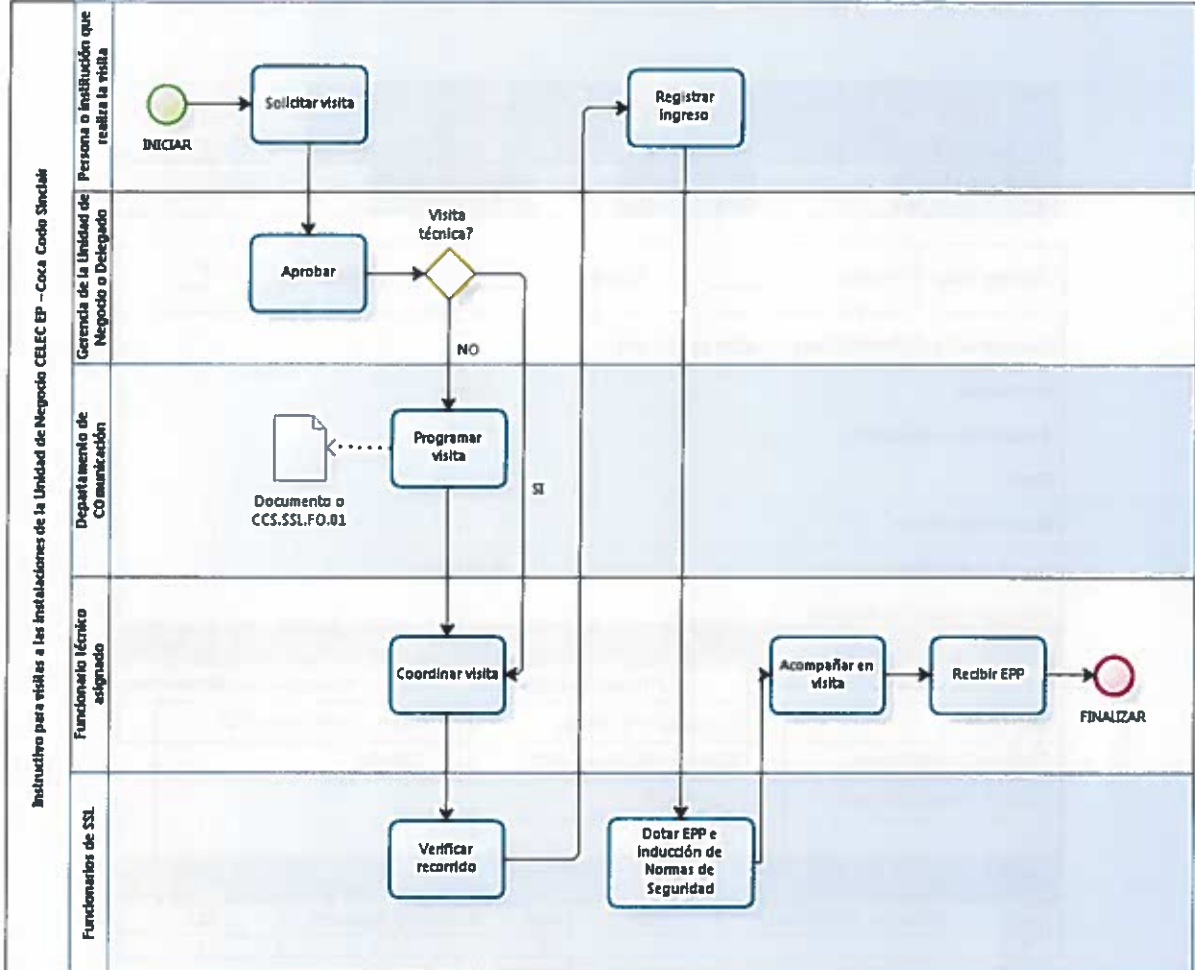 Instructivo para visitas a las instalaciones de la Unidad de Negocio CELEC EP – Coca Codo Sinclair
Persona o institución que
realiza la visita
INICIAR
Solicitar visita
Registrar
ingreso
Gerencia de la Unidad de
Negocio o Delegado
Aprobar
Visita
técnica?
NO
SI
Departamento de
COmunicación
Programar
visita
Documento o
CCS.SSL.FO.01
Funcionario técnico
asignado
Coordinar visita
Acompañar en
visita
Recibir EPP
FINALIZAR
Funcionarios de SSL
Verificar
recorrido
Dotar EPP e
inducción de
Normas de
Seguridad